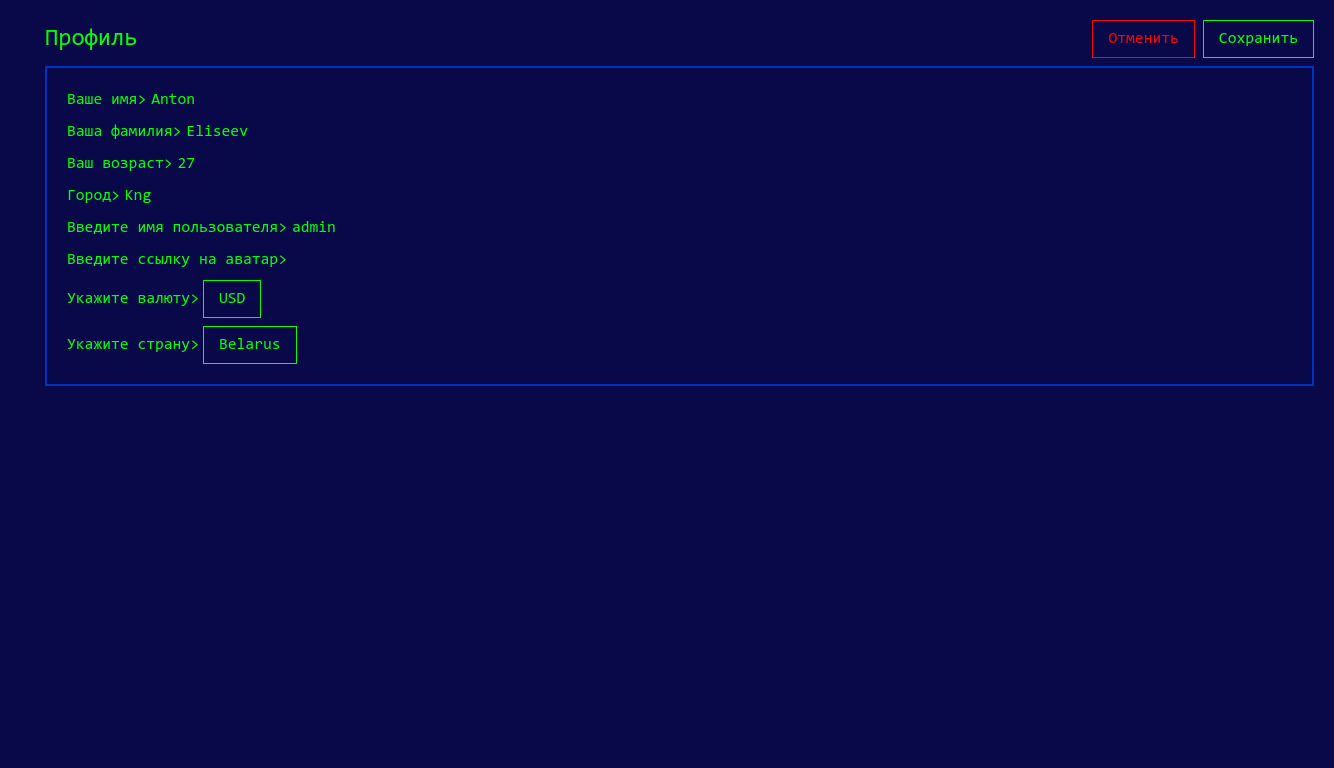 Профиль
Отменить
Сохранить
Ваше имя> Anton
Ваша фамилия> Eliseev
Ваш возраст> 27
Город> Kng
Введите имя пользователя> admin
Введите ссылку на аватар>
Укажите валюту> USD
Укажите страну> Belarus